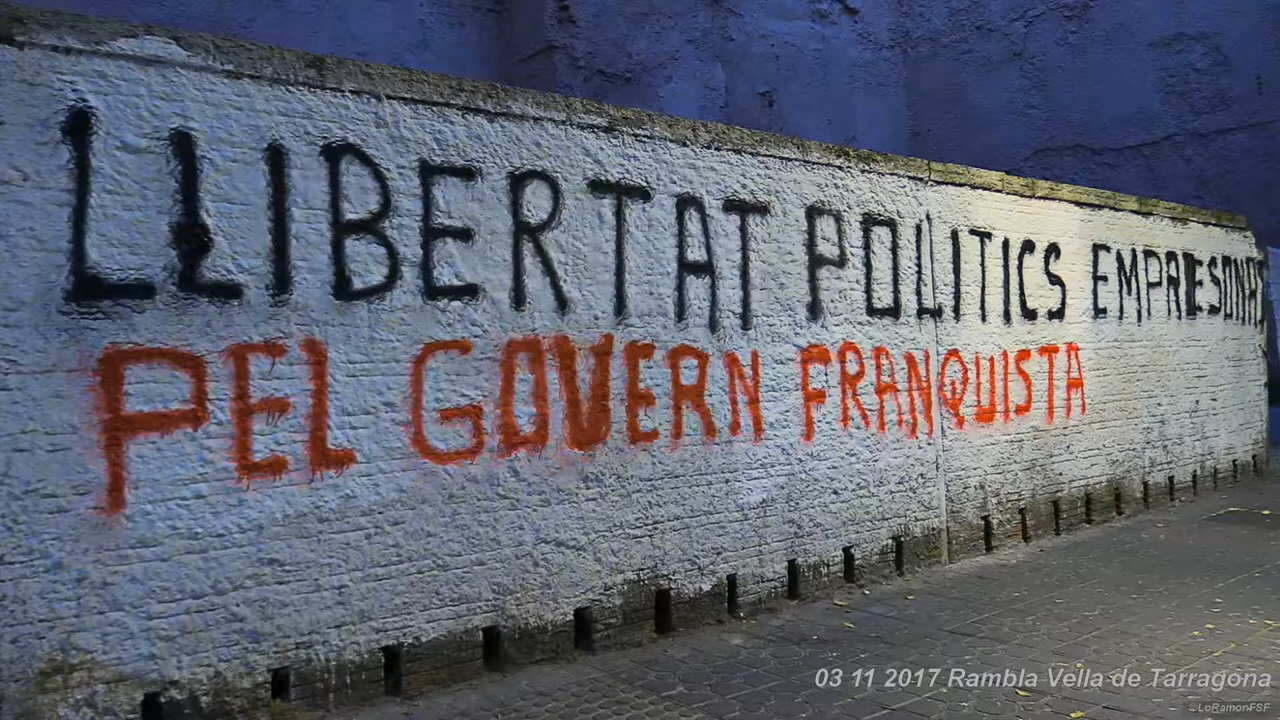 LLIBERTAT POLITICS EMPRESONATS
PEL GOVERN FRANQUISTA
03 11 2017 Rambla Vella de Tarragona
©LoRamonFSF